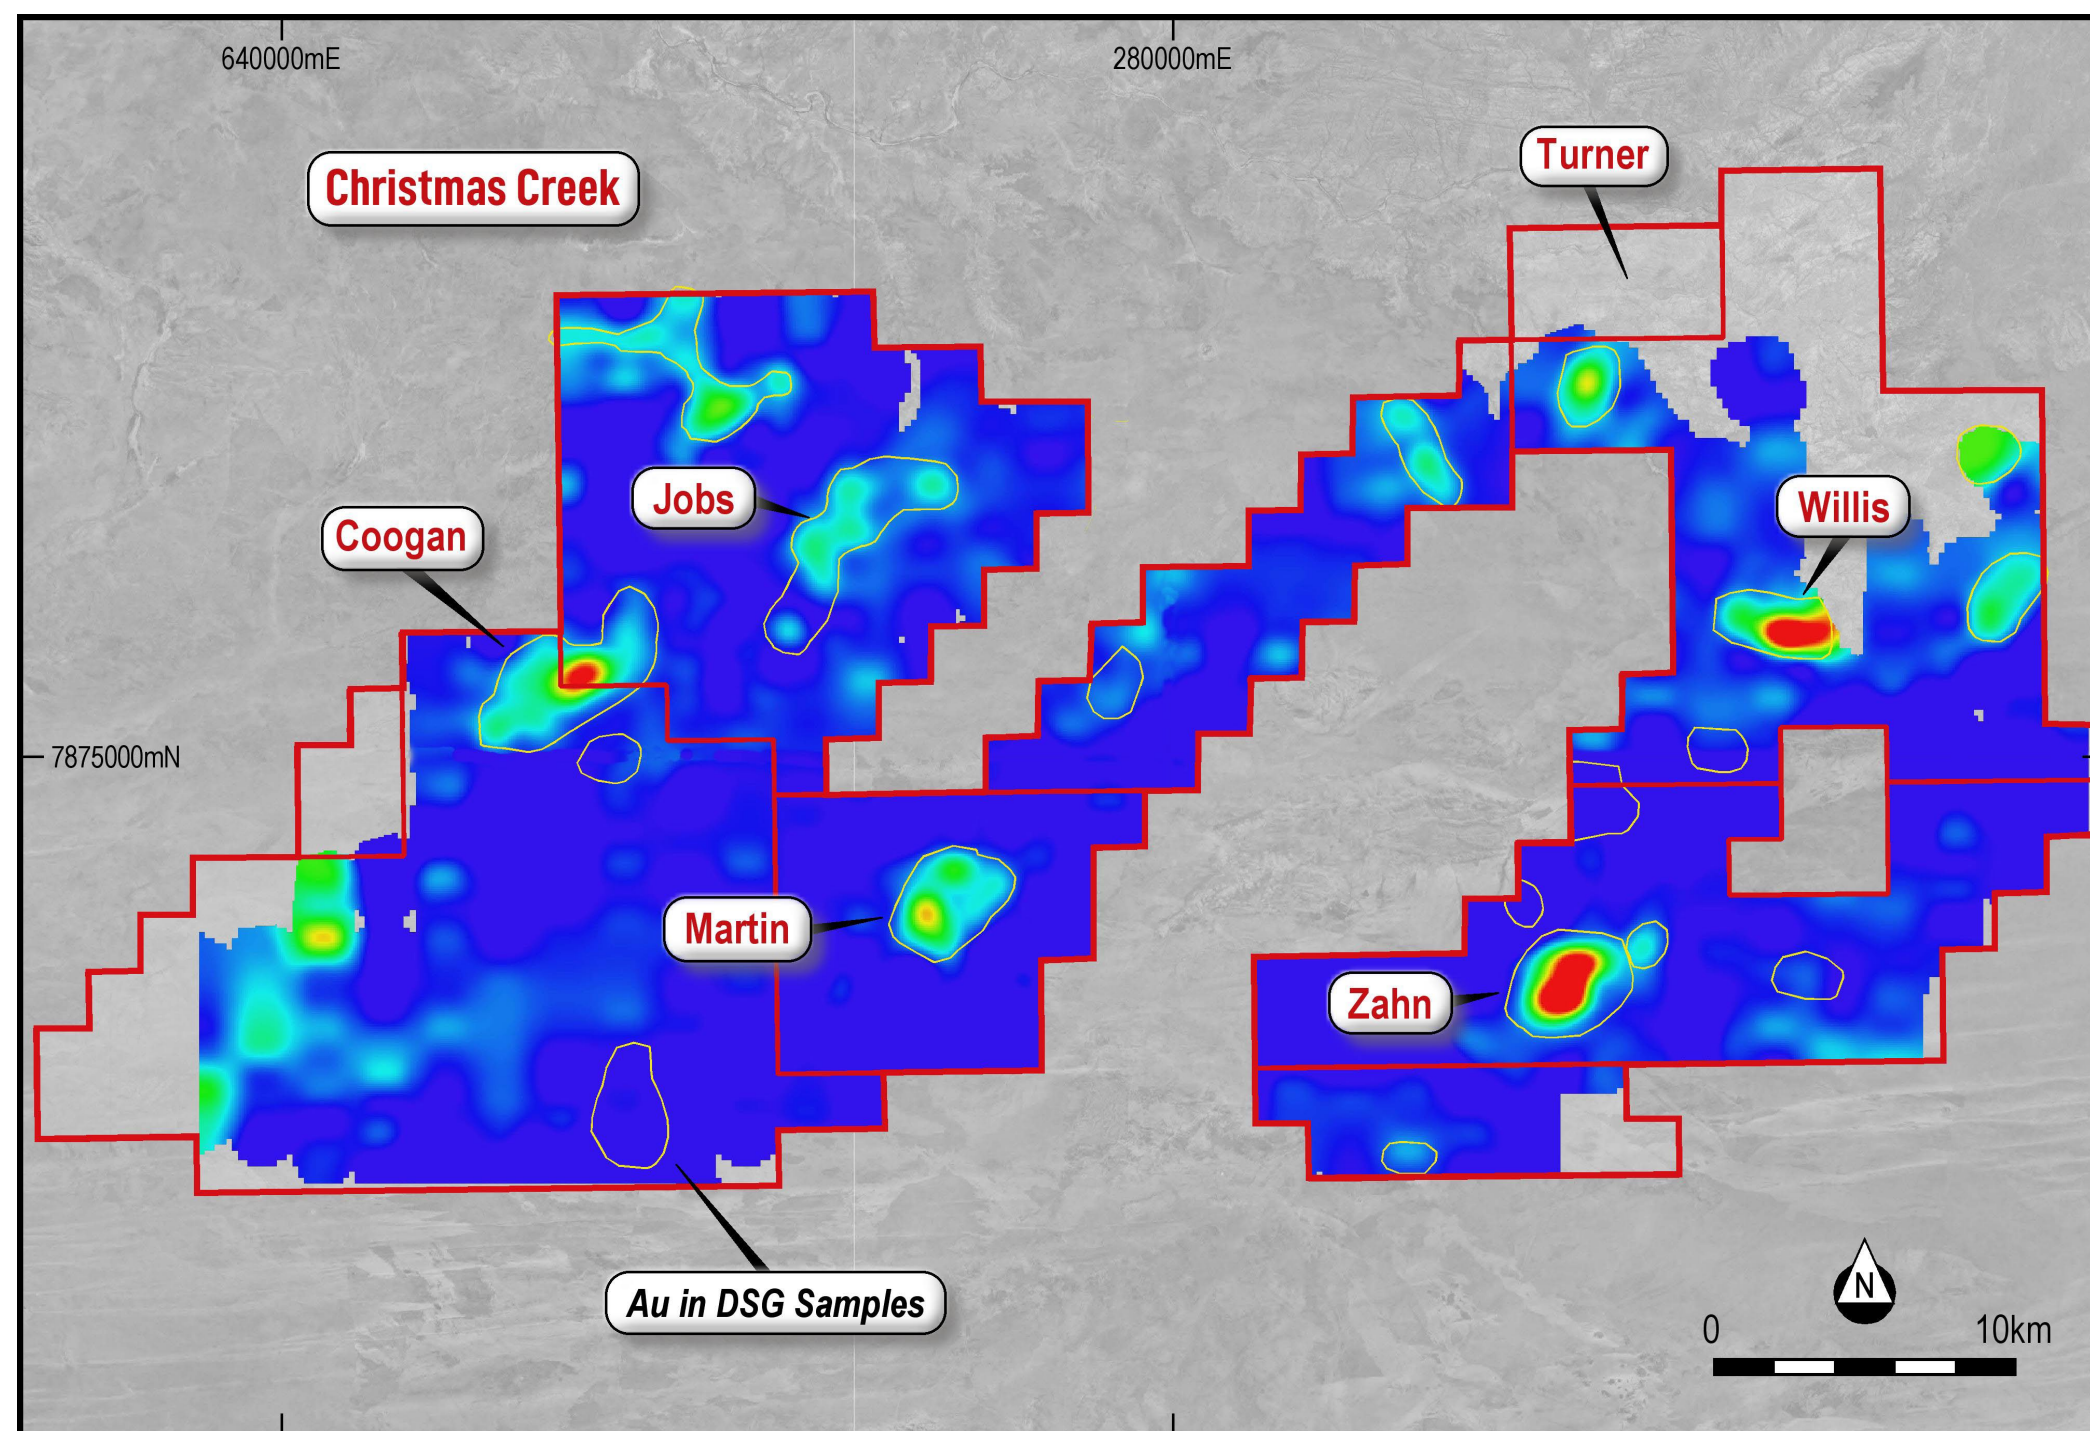 640000mE
280000mE
Christmas Creek
Turner
Jobs
Willis
Coogan
7875000mN
Martin
Zahn
Au in DSG Samples
N
0
10km